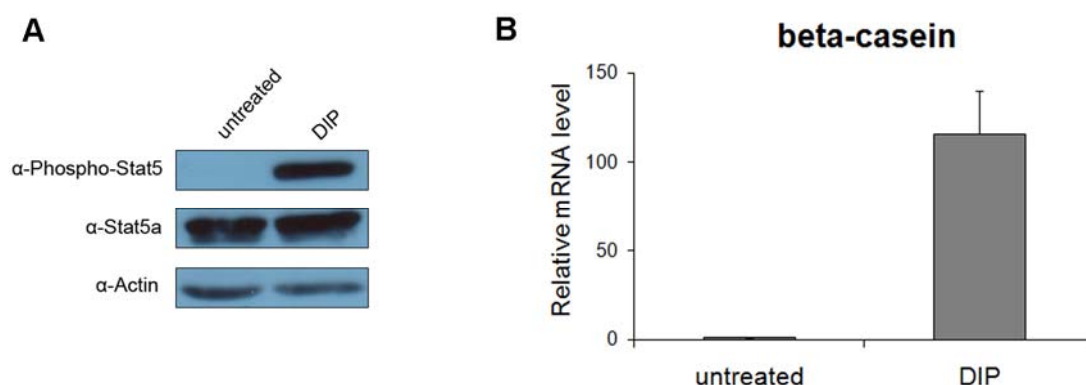 A
untreated
DIP
α-Phospho-Stat5
α-Stat5a
α-Actin
B
beta-casein
Relative mRNA level
150
100
50
0
untreated
DIP